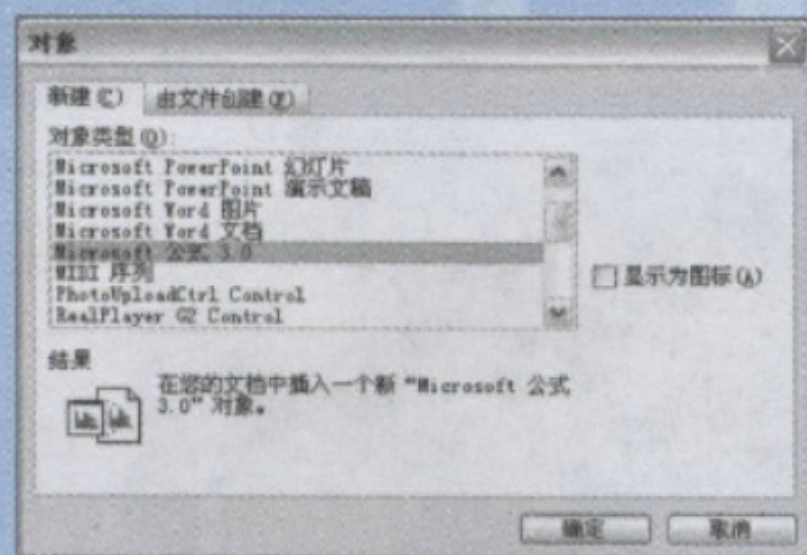 对象
新建(C) 由文件创建(F)
对象类型(O):
Microsoft PowerPoint 幻灯片
Microsoft PowerPoint 演示文稿
Microsoft Word 图片
Microsoft Word 文档
Microsoft 公式 3.0
MIDI 序列
PhotoUploadCtrl Control
RealPlayer G2 Control
显示为图标(A)
结果
在您的文档中插入一个新 “Microsoft 公式
3.0” 对象。
确定 取消